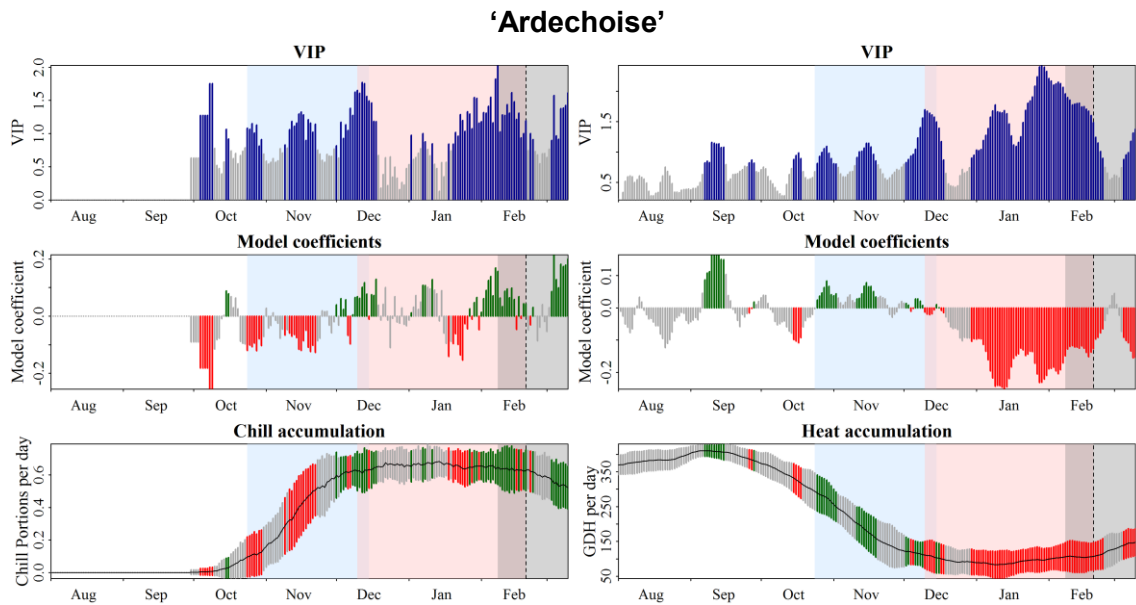 ‘Ardechoise’
VIP
VIP
2.0
1.5
1.0
0.5
0.0
Aug Sep Oct Nov Dec Jan Feb
Model coefficients
Model coefficient
0.2
0.0
-0.2
Aug Sep Oct Nov Dec Jan Feb
Chill accumulation
Chill Portions per day
0.6
0.4
0.2
0.0
Aug Sep Oct Nov Dec Jan Feb
VIP
VIP
1.5
0.5
Aug Sep Oct Nov Dec Jan Feb
Model coefficients
Model coefficient
0.1
0.0
-0.2
Aug Sep Oct Nov Dec Jan Feb
Heat accumulation
GDH per day
350
250
150
50
Aug Sep Oct Nov Dec Jan Feb